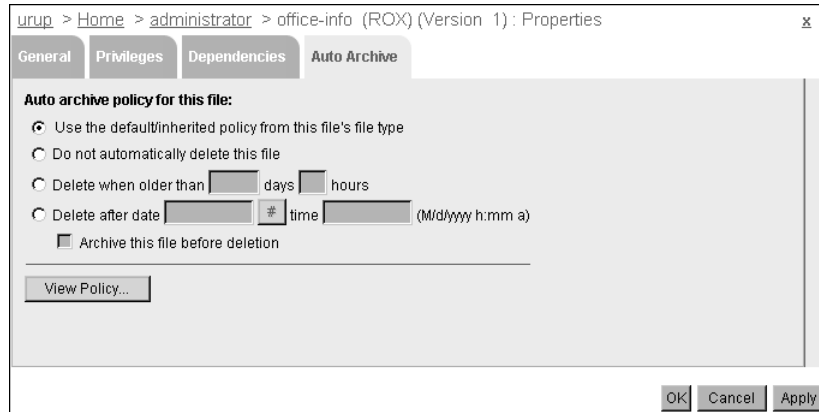 urup > Home > administrator > office-info (ROX) (Version 1) : Properties x
General Privileges Dependencies Auto Archive
Auto archive policy for this file:
Use the default/inherited policy from this file's file type
Do not automatically delete this file
Delete when older than days hours
Delete after date # time (M/d/yyyy h:mm a)
Archive this file before deletion
View Policy...
OK Cancel Apply